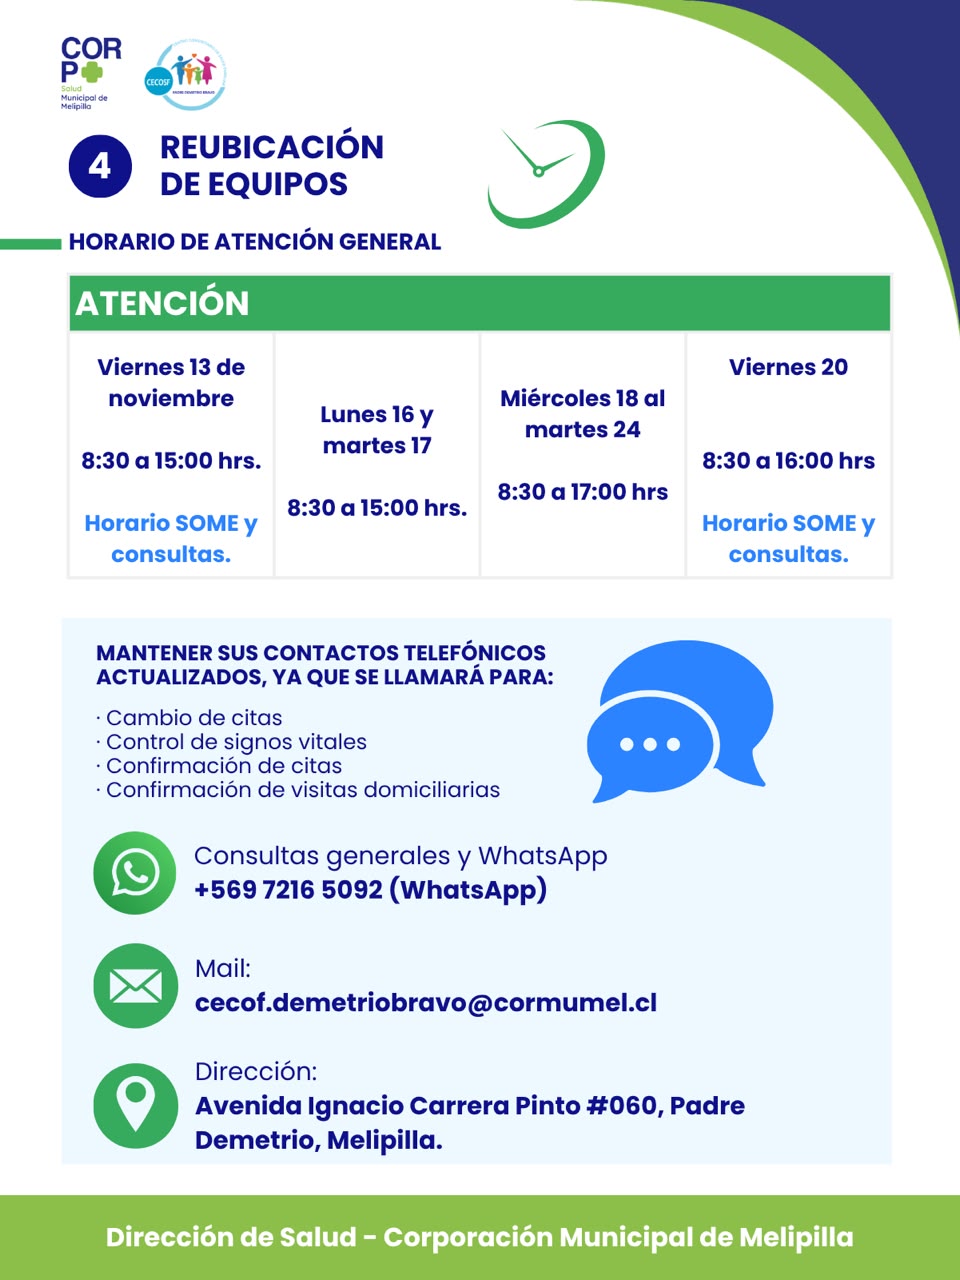 COR
P
Salud
Municipal de
Melipilla
CECOSF
PADRE DEMETRIO BRAVO
4
REUBICACIÓN
DE EQUIPOS
HORARIO DE ATENCIÓN GENERAL
ATENCIÓN
Viernes 13 de
noviembre
8:30 a 15:00 hrs.
Horario SOME y
consultas.
Lunes 16 y
martes 17
8:30 a 15:00 hrs.
Miércoles 18 al
martes 24
8:30 a 17:00 hrs
Viernes 20
8:30 a 16:00 hrs
Horario SOME y
consultas.
MANTENER SUS CONTACTOS TELEFÓNICOS
ACTUALIZADOS, YA QUE SE LLAMARÁ PARA:
· Cambio de citas
· Control de signos vitales
· Confirmación de citas
· Confirmación de visitas domiciliarias
Consultas generales y WhatsApp
+569 7216 5092 (WhatsApp)
Mail:
cecof.demetriobravo@cormumel.cl
Dirección:
Avenida Ignacio Carrera Pinto #060, Padre
Demetrio, Melipilla.
Dirección de Salud - Corporación Municipal de Melipilla